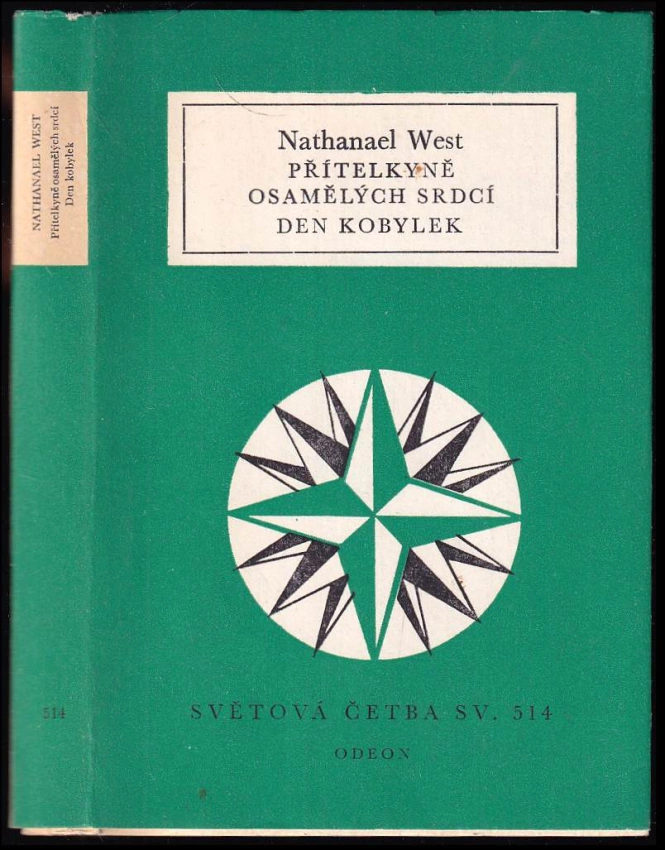 NATHANAEL WEST
Přítelkyně osamělých srdcí
Den kobylek
514
Nathanael West
PŘÍTELKYNĚ
OSAMĚLÝCH SRDCÍ
DEN KOBYLEK
SVĚTOVÁ ČETBA SV. 514
ODEON